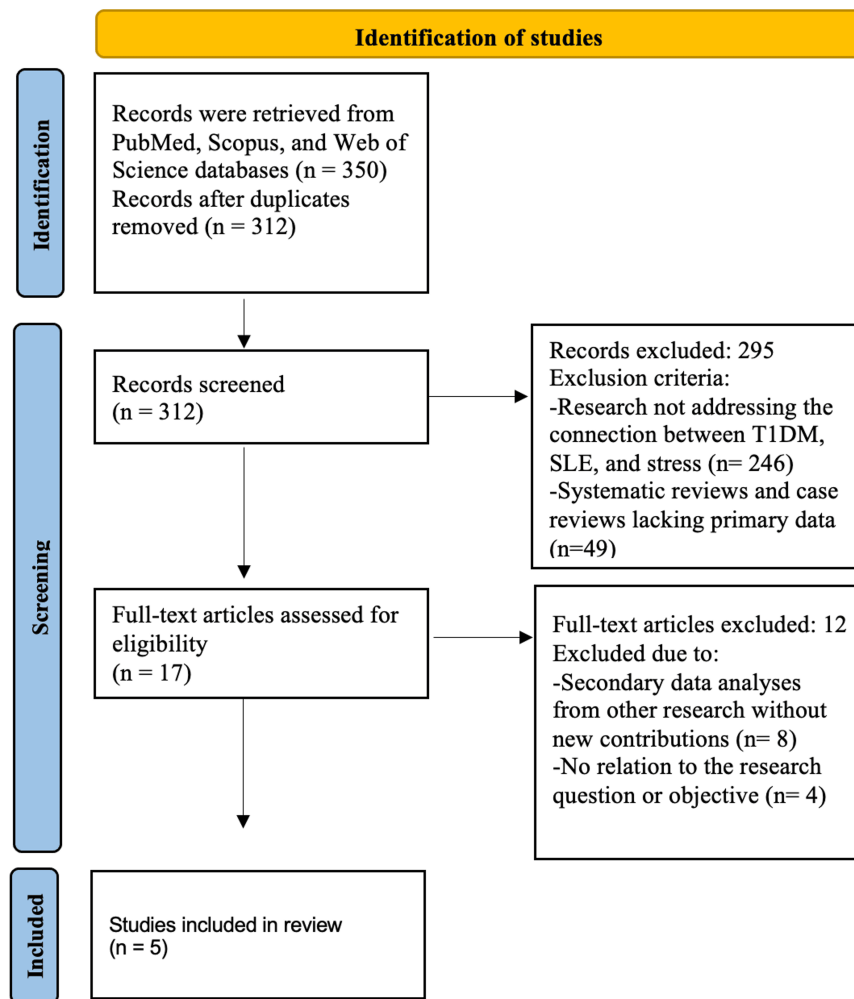 Identification of studies
Identification
Records were retrieved from
PubMed, Scopus, and Web of
Science databases (n = 350)
Records after duplicates
removed (n = 312)
Screening
Records screened
(n = 312)
Records excluded: 295
Exclusion criteria:
-Research not addressing the
connection between T1DM,
SLE, and stress (n= 246)
-Systematic reviews and case
reviews lacking primary data
(n=49)
Full-text articles assessed for
eligibility
(n = 17)
Full-text articles excluded: 12
Excluded due to:
-Secondary data analyses
from other research without
new contributions (n= 8)
-No relation to the research
question or objective (n= 4)
Included
Studies included in review
(n = 5)